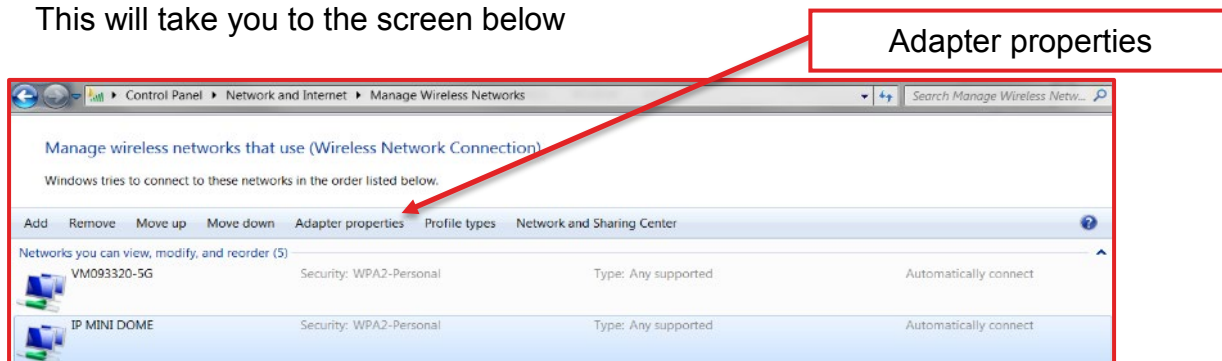 This will take you to the screen below
Adapter properties
Control Panel ▸ Network and Internet ▸ Manage Wireless Networks
Search Manage Wireless Netw...
Manage wireless networks that use (Wireless Network Connection)
Windows tries to connect to these networks in the order listed below.
Add Remove Move up Move down Adapter properties Profile types Network and Sharing Center
Networks you can view, modify, and reorder (5)
VM093320-5G Security: WPA2-Personal Type: Any supported Automatically connect
IP MINI DOME Security: WPA2-Personal Type: Any supported Automatically connect